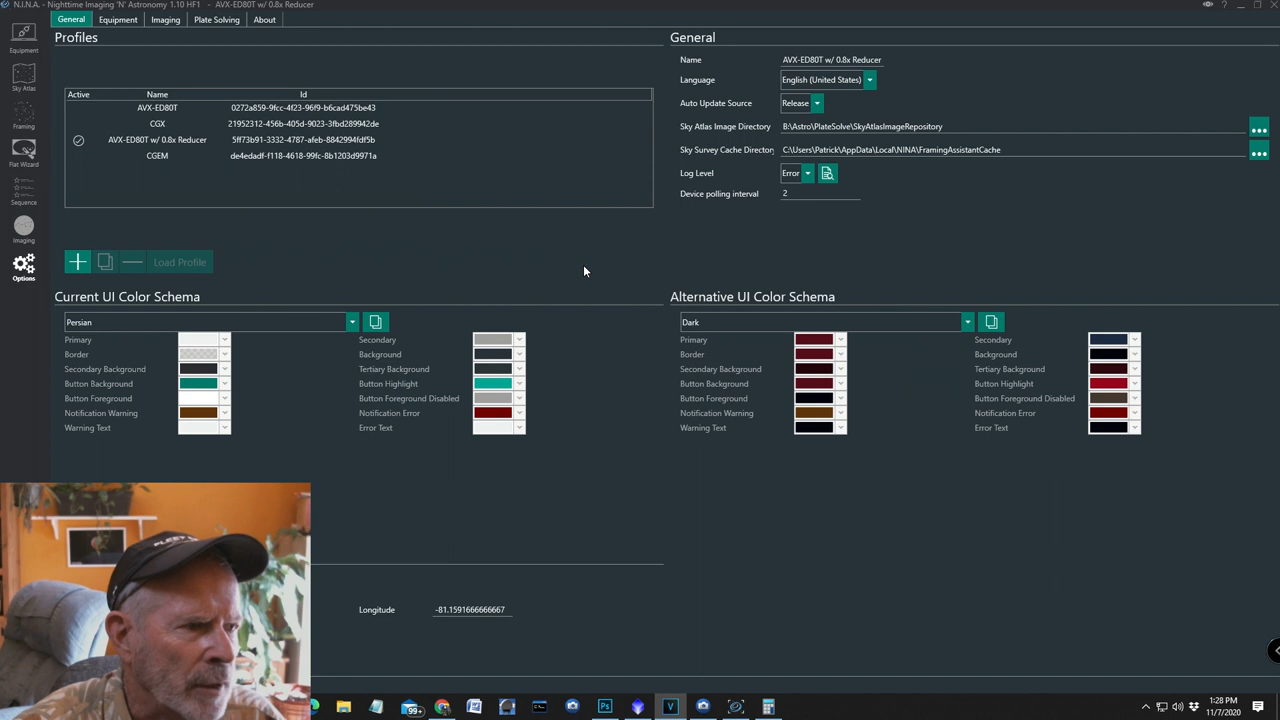 N.I.N.A. - Nighttime Imaging 'N' Astronomy 1.10 HF1 - AVX-ED80T w/ 0.8x Reducer
General Equipment Imaging Plate Solving About
Equipment
Sky Atlas
Framing
Flat Wizard
Sequence
Imaging
Options
Profiles
Active Name Id
AVX-ED80T 0272a859-9fcc-4f23-96f9-b6cad475be43
CGX 21952312-456b-405d-9023-3fbd289942de
AVX-ED80T w/ 0.8x Reducer 5ff73b91-3332-4787-afeb-8842994fdf5b
CGEM de4edadf-f118-4618-99fc-8b1203d9971a
Load Profile
General
Name AVX-ED80T w/ 0.8x Reducer
Language English (United States)
Auto Update Source Release
Sky Atlas Image Directory B:\Astro\PlateSolve\SkyAtlasImageRepository
Sky Survey Cache Director C:\Users\Patrick\AppData\Local\NINA\FramingAssistantCache
Log Level Error
Device polling interval 2
Current UI Color Schema
Persian
Primary Secondary
Border Background
Secondary Background Tertiary Background
Button Background Button Highlight
Button Foreground Button Foreground Disabled
Notification Warning Notification Error
Warning Text Error Text
Alternative UI Color Schema
Dark
Primary Secondary
Border Background
Secondary Background Tertiary Background
Button Background Button Highlight
Button Foreground Button Foreground Disabled
Notification Warning Notification Error
Warning Text Error Text
Longitude -81.1591666666667
99+
W
Ps
V
1:28 PM
11/7/2020